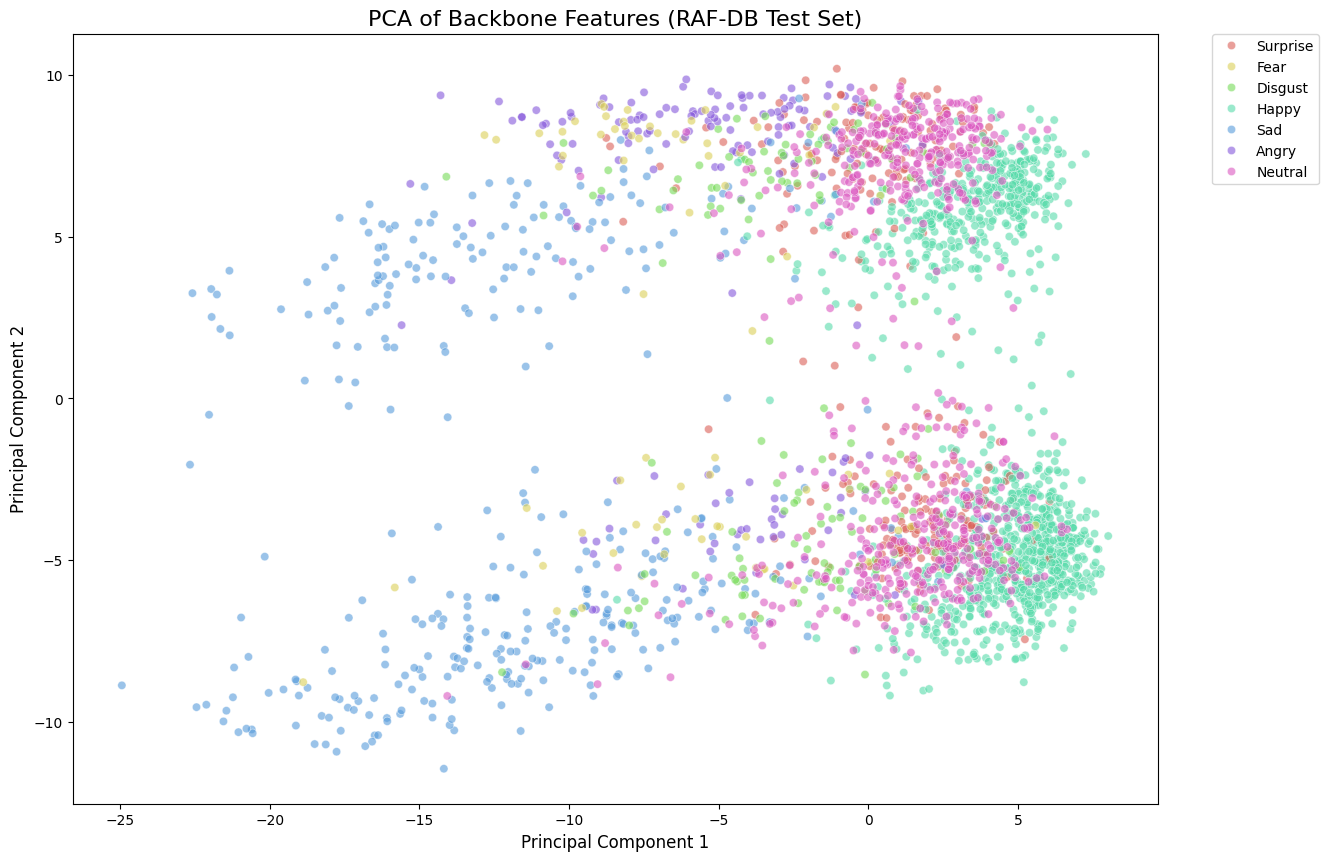 PCA of Backbone Features (RAF-DB Test Set)
Surprise
Fear
Disgust
Happy
Sad
Angry
Neutral
Principal Component 2
10
5
0
−5
−10
−25
−20
−15
−10
−5
0
5
Principal Component 1